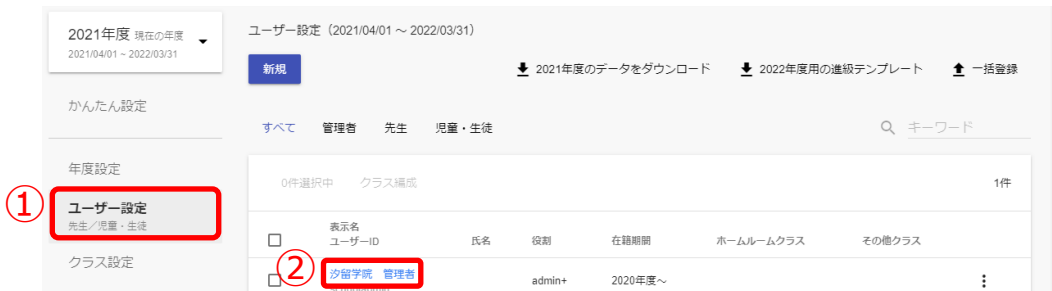 2021年度 現在の年度
2021/04/01 ~ 2022/03/31
かんたん設定
年度設定
①
ユーザー設定
先生／児童・生徒
クラス設定
ユーザー設定（2021/04/01 ～ 2022/03/31）
新規
2021年度のデータをダウンロード
2022年度用の進級テンプレート
一括登録
すべて 管理者 先生 児童・生徒
キーワード
0件選択中 クラス編成
1件
表示名
ユーザーID 氏名 役割 在籍期間 ホームルームクラス その他クラス
②
汐留学院 管理者
admin+ 2020年度～